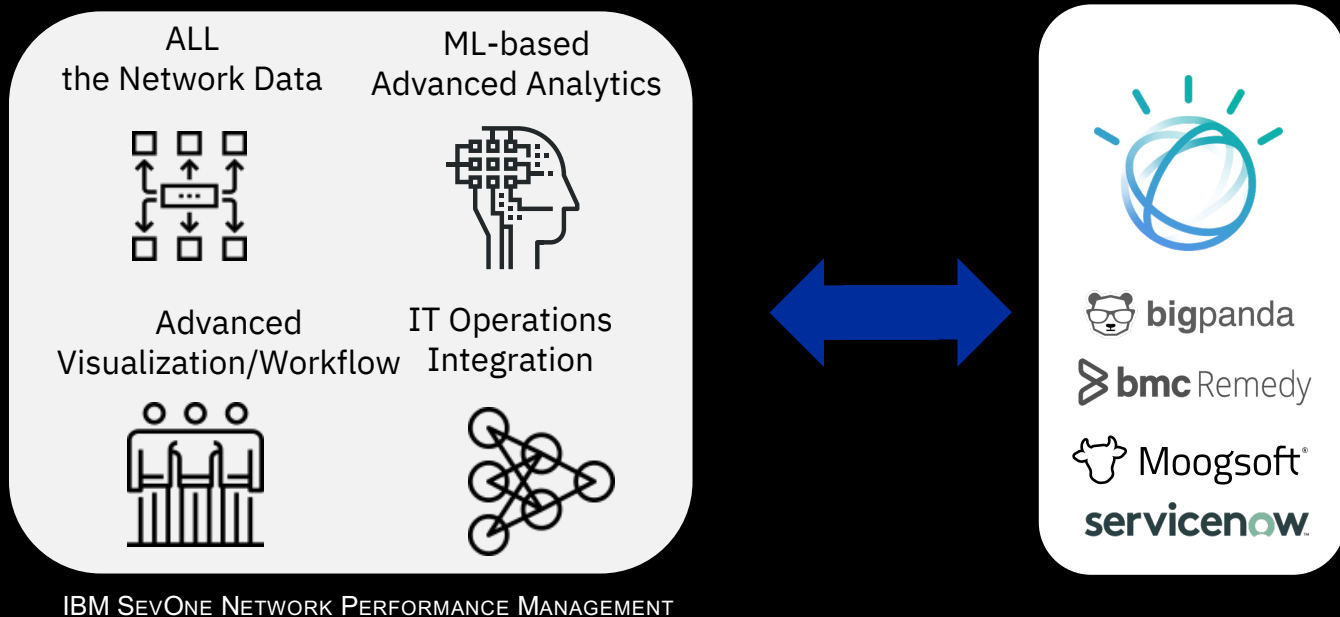 ALL
the Network Data
ML-based
Advanced Analytics
Advanced
Visualization/Workflow
IT Operations
Integration
IBM SevOne Network Performance Management
bigpanda
bmc Remedy
Moogsoft®
servicenow™